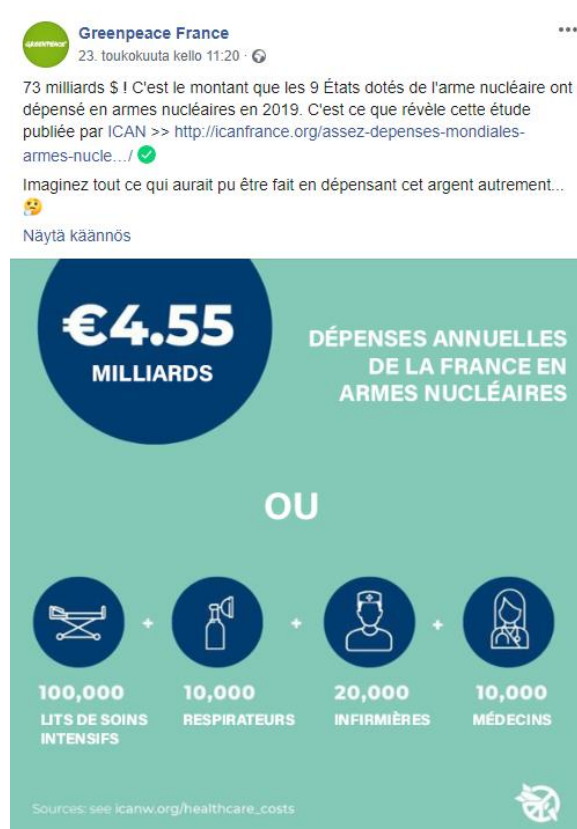 Greenpeace France
23. toukokuuta kello 11:20 ·
73 milliards $ ! C'est le montant que les 9 États dotés de l'arme nucléaire ont
dépensé en armes nucléaires en 2019. C'est ce que révèle cette étude
publiée par ICAN >> http://icanfrance.org/assez-depenses-mondiales-
armes-nucle.../
Imaginez tout ce qui aurait pu être fait en dépensant cet argent autrement...
Näytä käännös
€4.55
MILLIARDS
DÉPENSES ANNUELLES
DE LA FRANCE EN
ARMES NUCLÉAIRES
OU
100,000
LITS DE SOINS
INTENSIFS
+
10,000
RESPIRATEURS
+
20,000
INFIRMIÈRES
+
10,000
MÉDECINS
Sources: see icanw.org/healthcare_costs